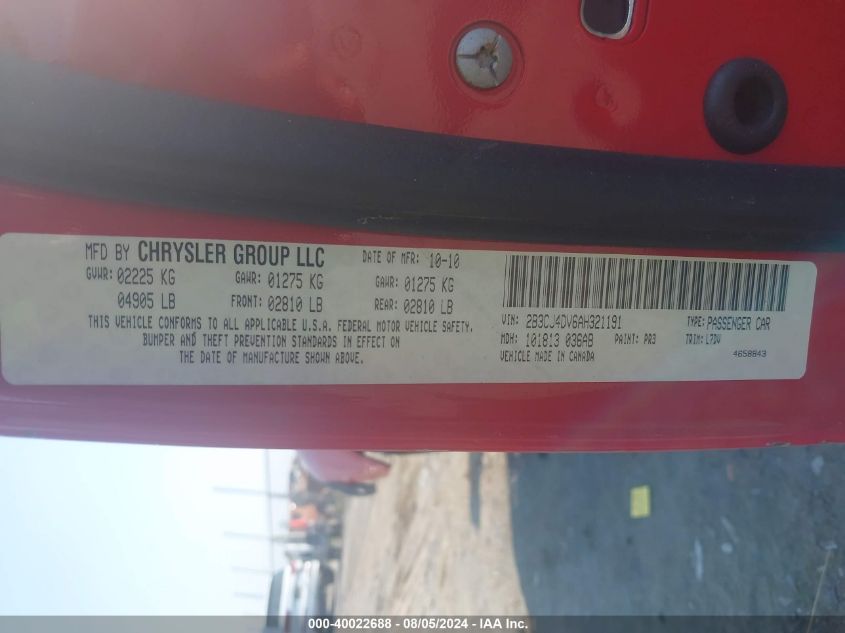 MFD BY CHRYSLER GROUP LLC DATE OF MFR: 10-10
GVWR: 02225 KG GAWR: 01275 KG GAWR: 01275 KG
04905 LB FRONT: 02810 LB REAR: 02810 LB
THIS VEHICLE CONFORMS TO ALL APPLICABLE U.S.A. FEDERAL MOTOR VEHICLE SAFETY,
BUMPER AND THEFT PREVENTION STANDARDS IN EFFECT ON
THE DATE OF MANUFACTURE SHOWN ABOVE.
VIN: 2B3CJ4DV6AH321191 TYPE: PASSENGER CAR
MDH: 101813 036AB PAINT: PR3 TRIM: L7DV
VEHICLE MADE IN CANADA 4658843
000-40022688 - 08/05/2024 - IAA Inc.